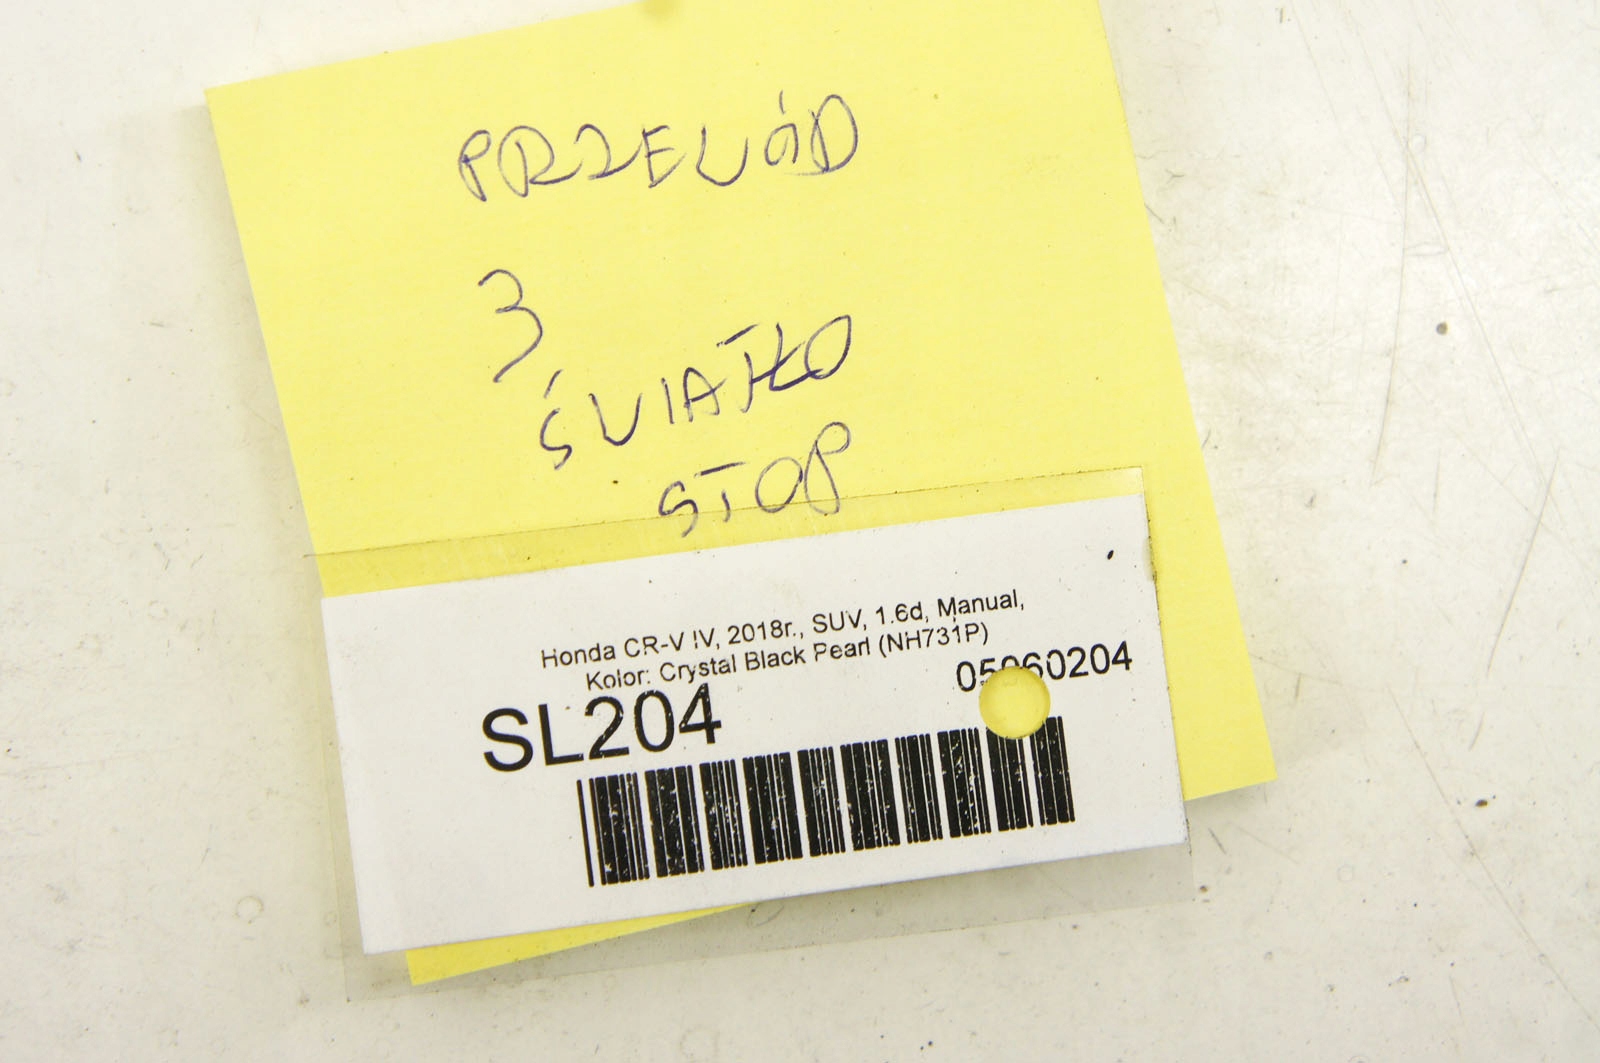 PRZEWÓD
3
ŚWIATŁO
STOP
Honda CR-V IV, 2018r., SUV, 1.6d, Manual,
Kolor: Crystal Black Pearl (NH731P)
SL204